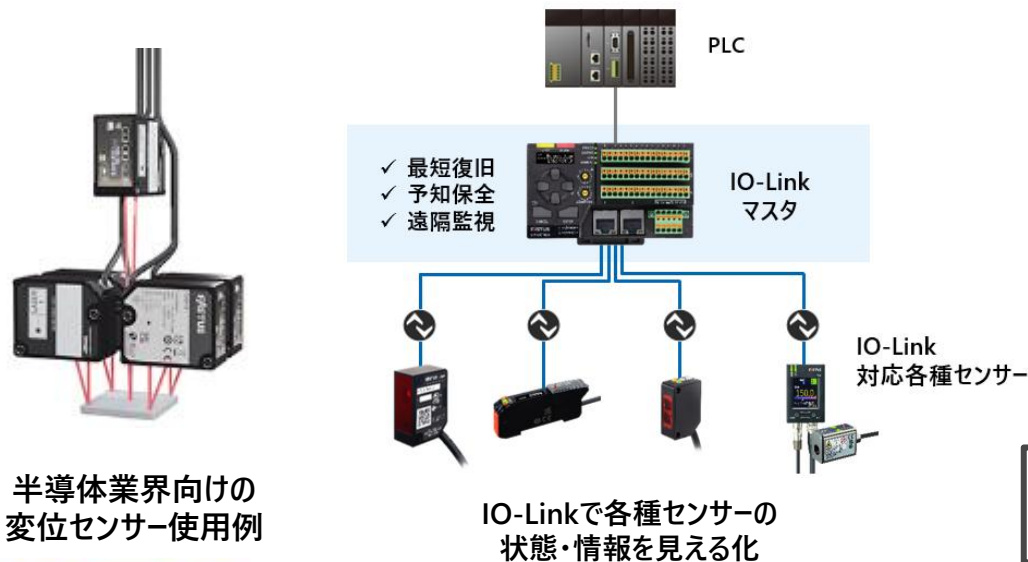 PLC
✓ 最短復旧
✓ 予知保全
✓ 遠隔監視
IO-Link
マスタ
IO-Link
対応各種センサー
半導体業界向けの
変位センサー使用例
IO-Linkで各種センサーの
状態・情報を見える化
FASTUS